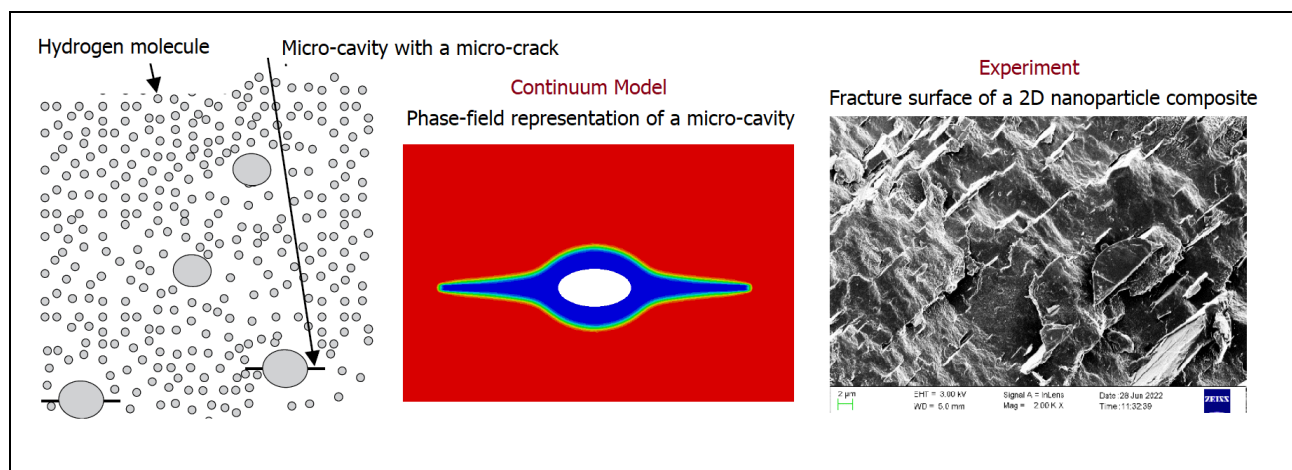 Hydrogen molecule
Micro-cavity with a micro-crack
Continuum Model
Phase-field representation of a micro-cavity
Experiment
Fracture surface of a 2D nanoparticle composite
2 µm
EHT = 3.00 kV
WD = 5.0 mm
Signal A = InLens
Mag = 2.00 K X
Date :28 Jun 2022
Time :11:32:39
ZEISS